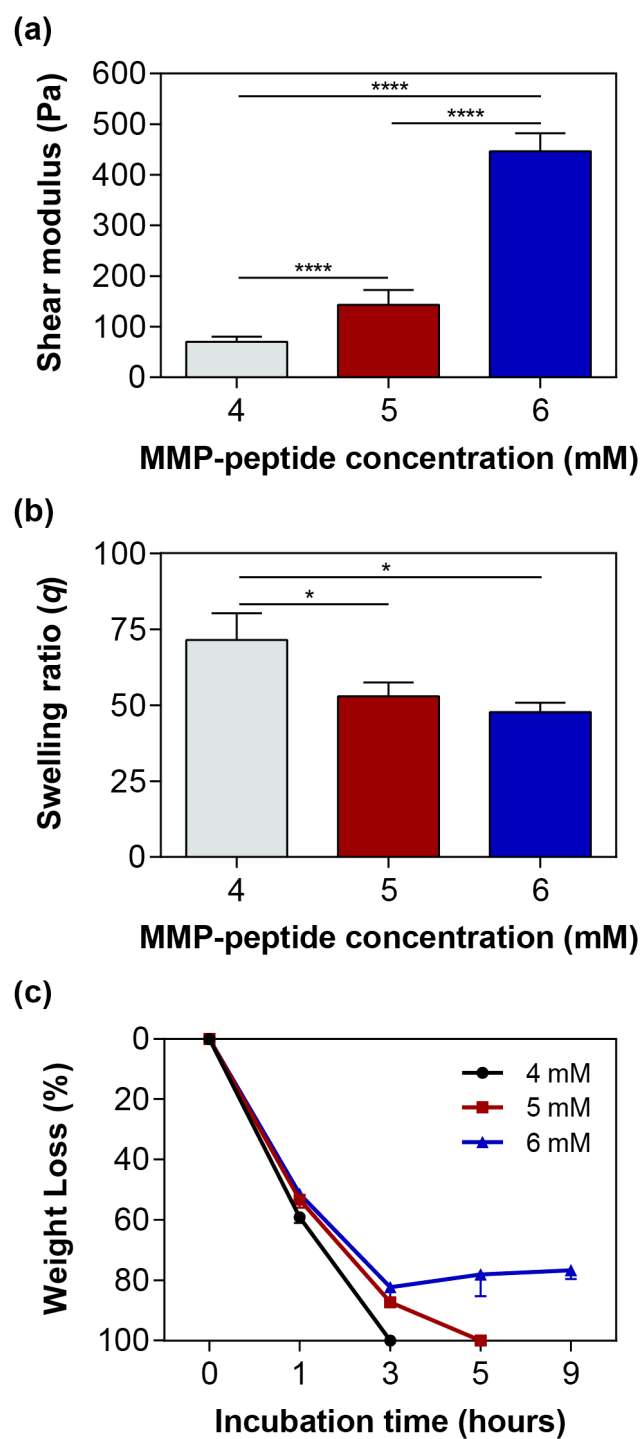 (a)
Shear modulus (Pa)
600
500
400
300
200
100
0
****
****
****
4 5 6
MMP-peptide concentration (mM)
(b)
Swelling ratio (q)
100
75
50
25
0
*
*
4 5 6
MMP-peptide concentration (mM)
(c)
Weight Loss (%)
0
20
40
60
80
100
4 mM
5 mM
6 mM
0 1 3 5 9
Incubation time (hours)